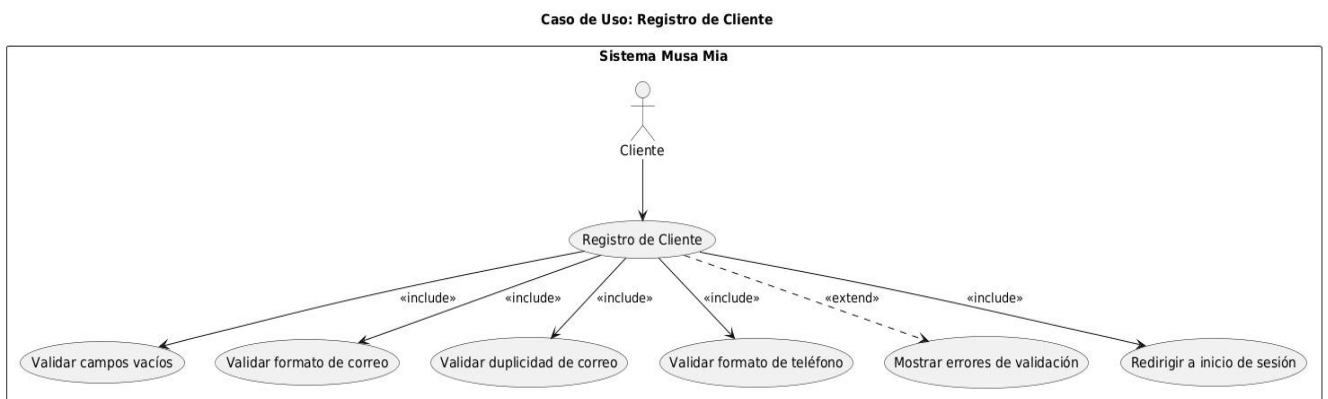 Caso de Uso: Registro de Cliente
Sistema Musa Mia
Cliente
Registro de Cliente
«include»
«include»
«include»
«include»
«extend»
«include»
Validar campos vacíos
Validar formato de correo
Validar duplicidad de correo
Validar formato de teléfono
Mostrar errores de validación
Redirigir a inicio de sesión